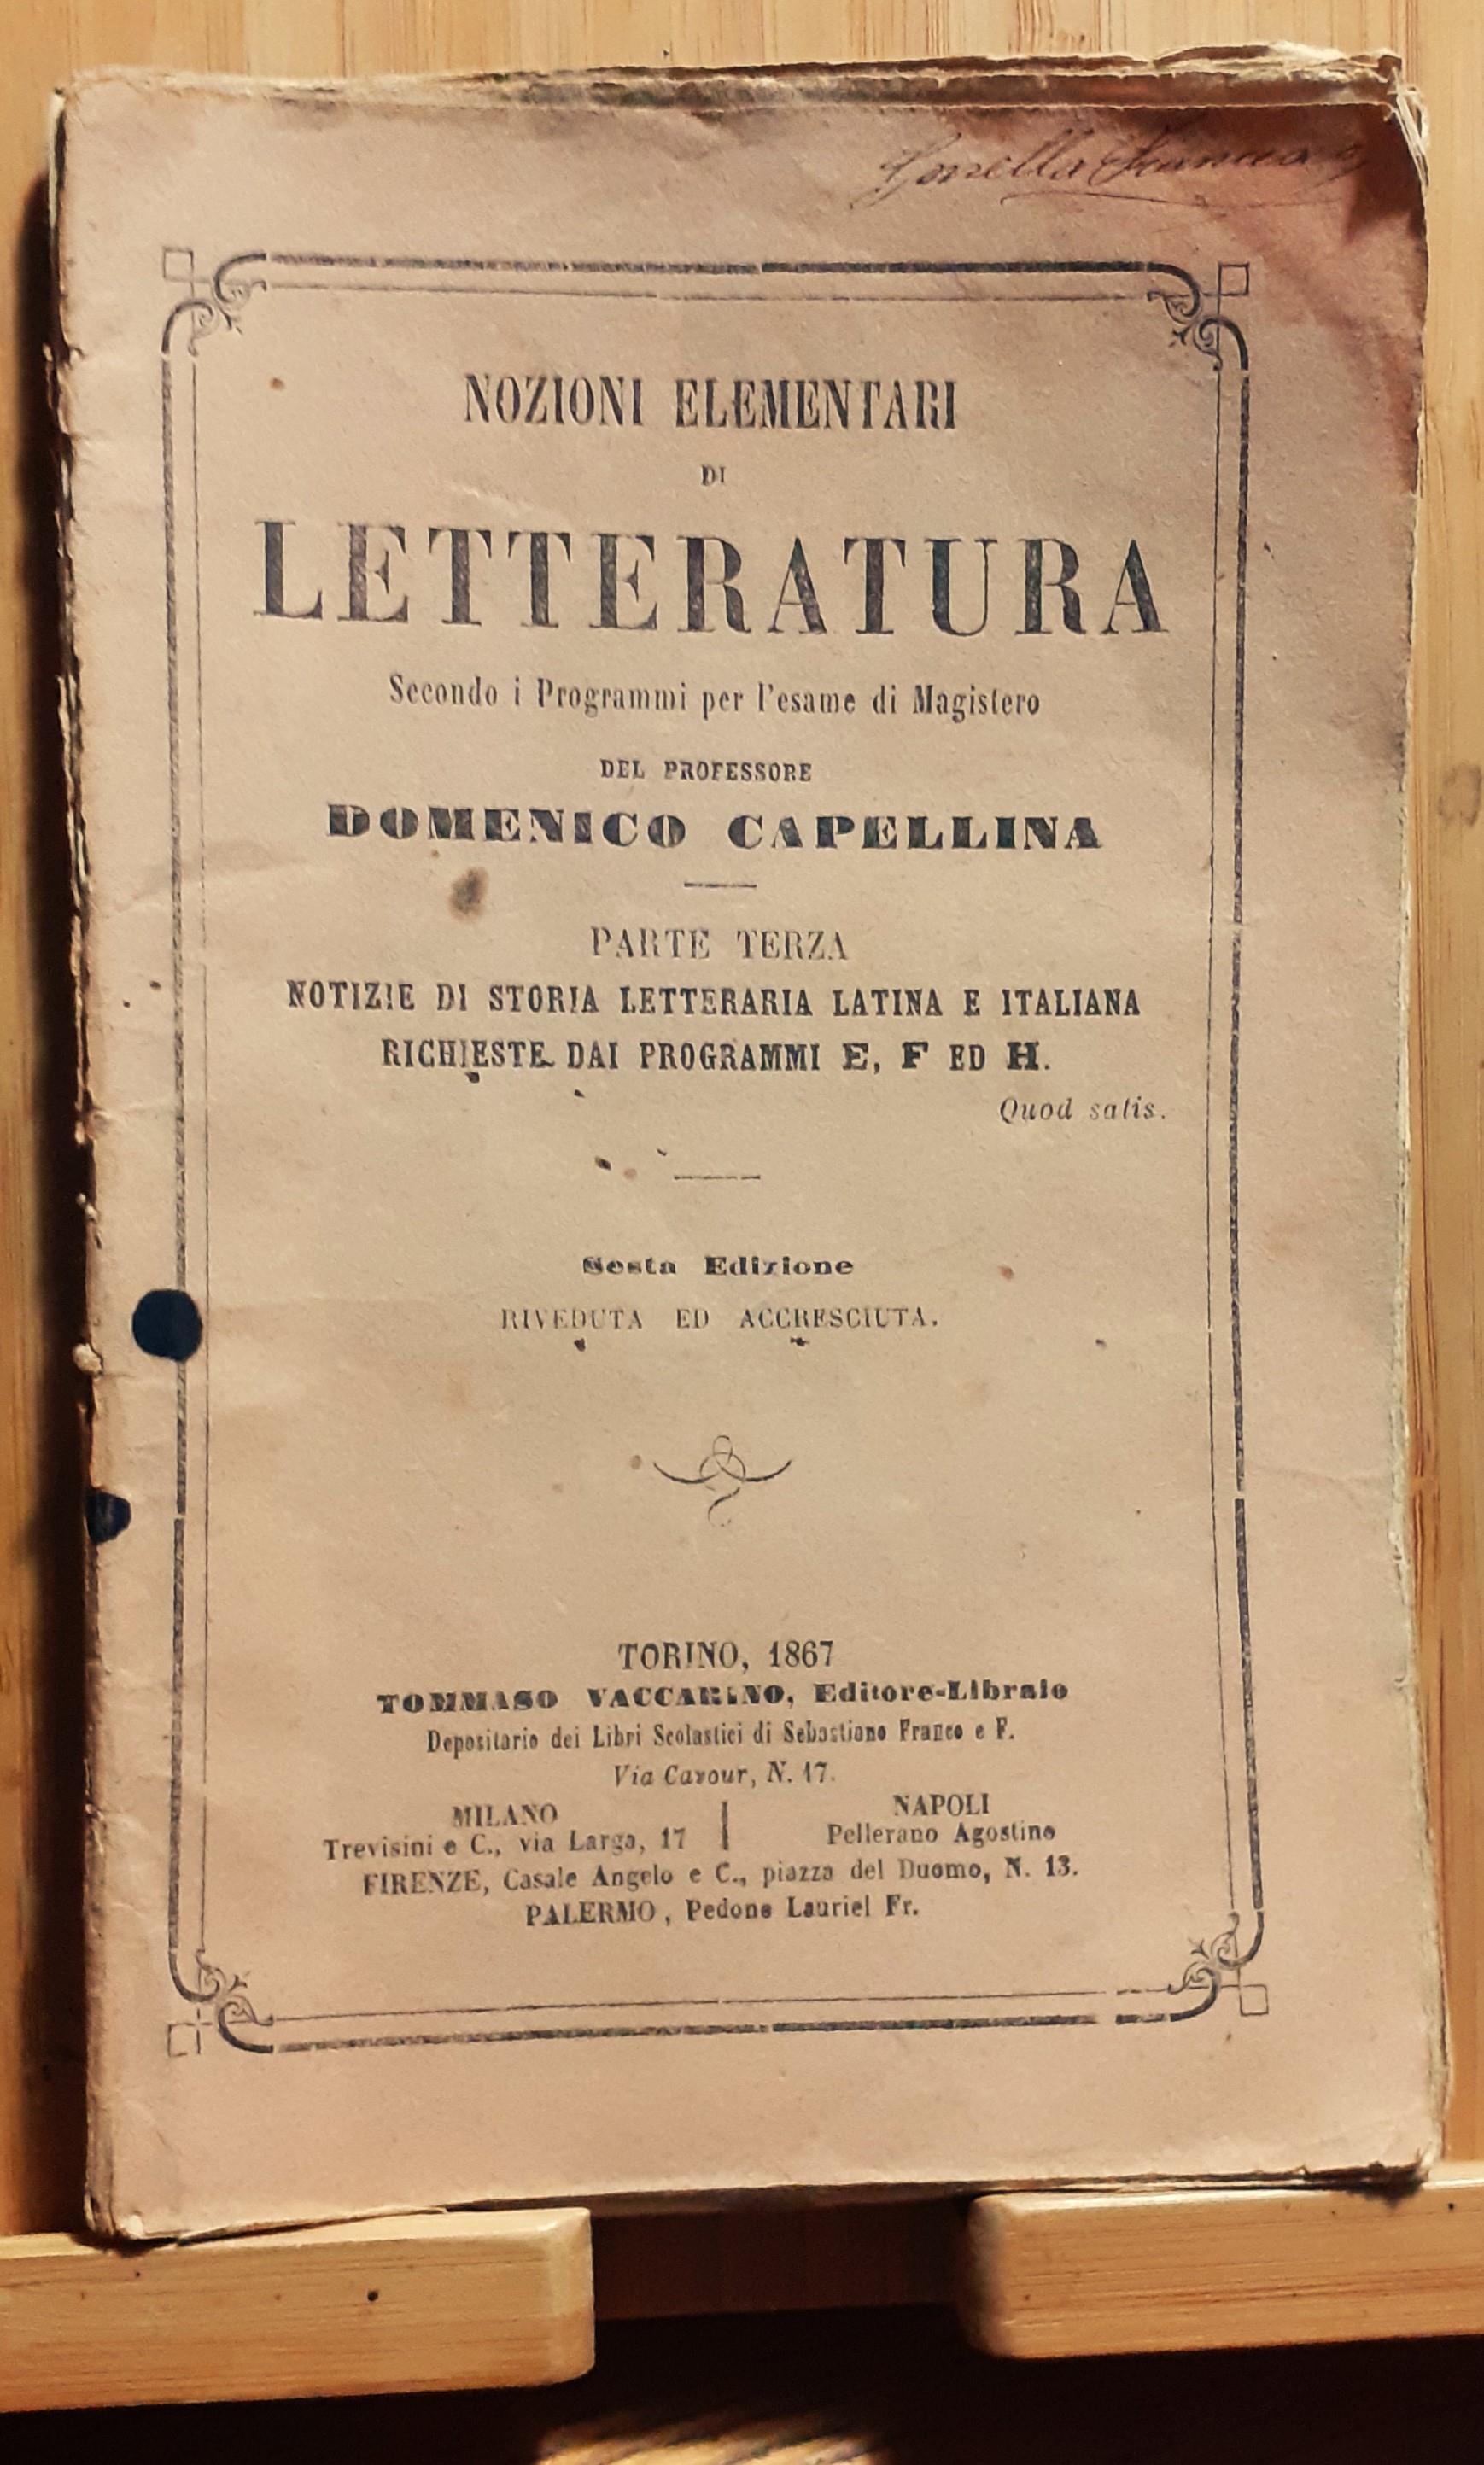 NOZIONI ELEMENTARI
DI
LETTERATURA
Secondo i Programmi per l'esame di Magistero
DEL PROFESSORE
DOMENICO CAPELLINA
PARTE TERZA
NOTIZIE DI STORIA LETTERARIA LATINA E ITALIANA
RICHIESTE DAI PROGRAMMI E, F ED H.
Quod satis.
Sesta Edizione
RIVEDUTA ED ACCRESCIUTA.
TORINO, 1867
TOMMASO VACCARINO, Editore-Libraio
Depositario dei Libri Scolastici di Sebastiano Franco e F.
Via Cavour, N. 17.
MILANO
Trevisini e C., via Larga, 17
NAPOLI
Pellerano Agostino
FIRENZE, Casale Angelo e C., piazza del Duomo, N. 13.
PALERMO, Pedone Lauriel Fr.